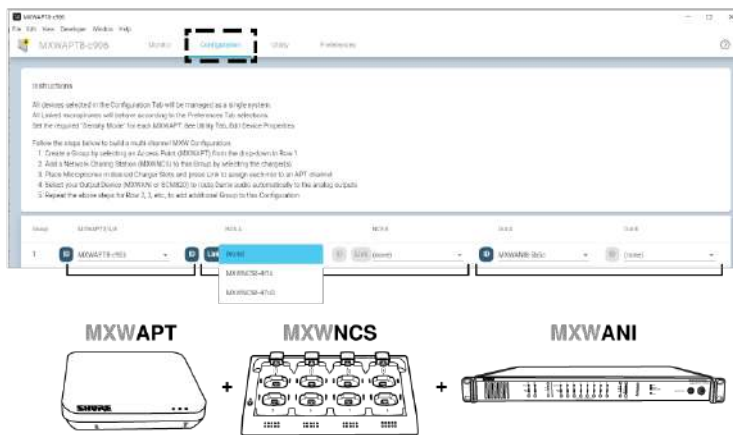 MXWAPT8-c906
File Edit View Developer Window Help
MXWAPT8-c906 Monitor Configuration Utility Preferences
Instructions
All devices selected in the Configuration Tab will be managed as a single system.
All Linked microphones will behave according to the Preferences Tab selections.
Set the required "Density Mode" for each MXWAPT. See Utility Tab, Edit Device Properties.
Follow the steps below to build a multi-channel MXW Configuration
1. Create a Group by selecting an Access Point (MXWAPT) from the drop-down in Row 1
2. Add a Network Charging Station (MXWNCS) to this Group by selecting the charger(s)
3. Place Microphones in desired Charger Slots and press Link to assign each mic to an APT channel
4. Select your Output Device (MXWANI or SCM820) to route Dante audio automatically to the analog outputs
5. Repeat the above steps for Row 2, 3, etc., to add additional Group to this Configuration
Group
1 ID MXWAPT8-c906 ID Link (none) ID Link (none) ID ID (none)
MXWAPT MXWNCS MXWANI
+ +
SHURE